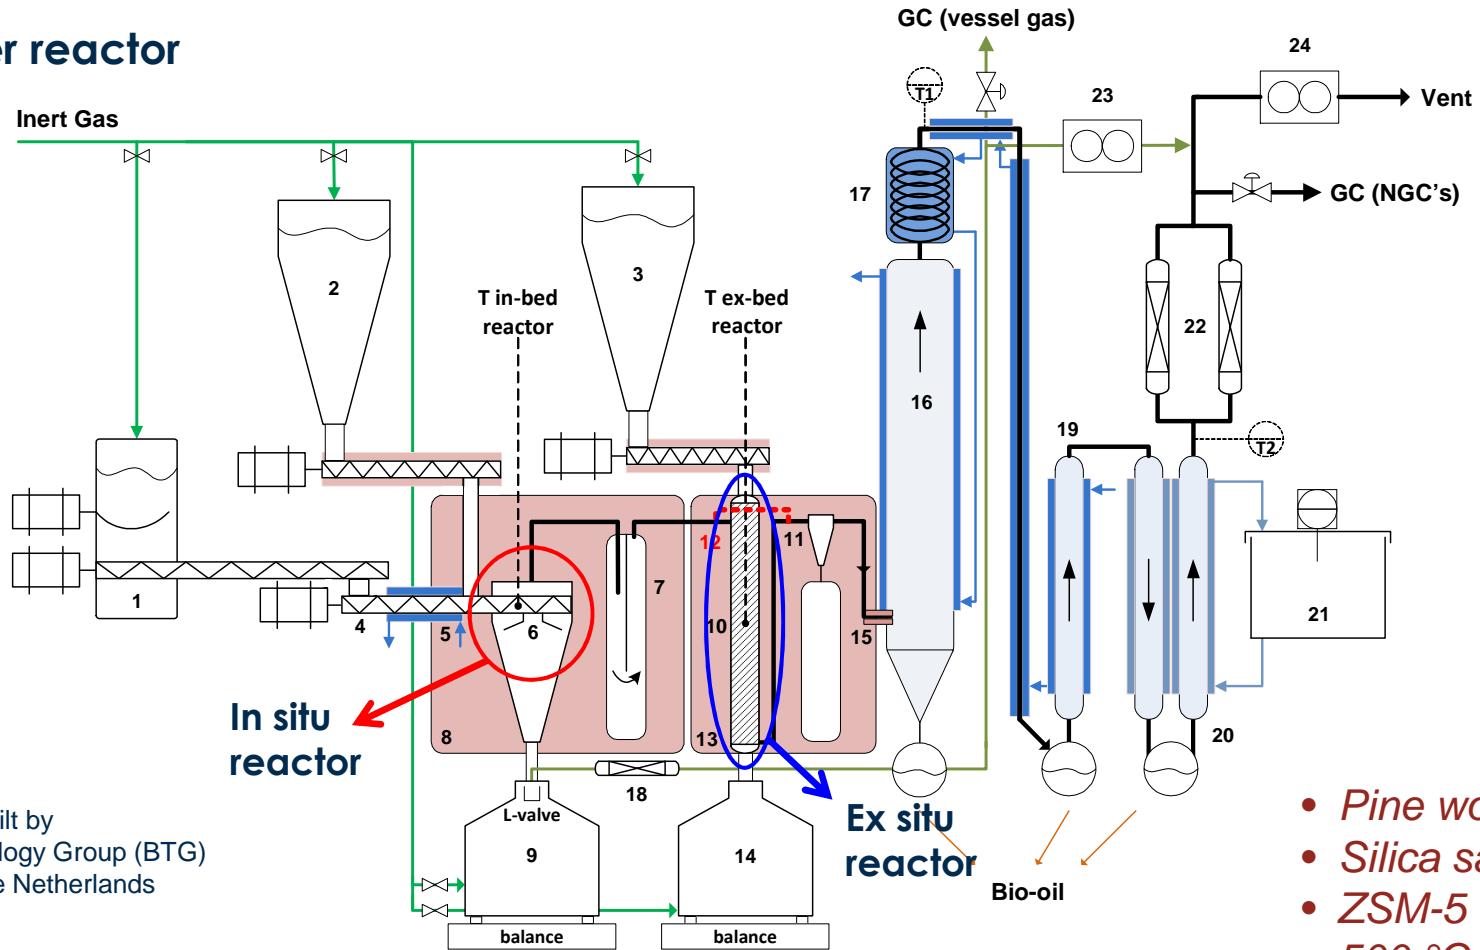 er reactor
GC (vessel gas)
24
T1
23
Vent
Inert Gas
17
GC (NGC's)
2
3
T in-bed
reactor
T ex-bed
reactor
22
16
19
T2
12
11
7
10
1
4
5
6
15
21
In situ
reactor
8
13
20
18
L-valve
Ex situ
reactor
ilt by
logy Group (BTG)
e Netherlands
9
14
Bio-oil
balance
balance
• Pine wo
• Silica sa
• ZSM-5